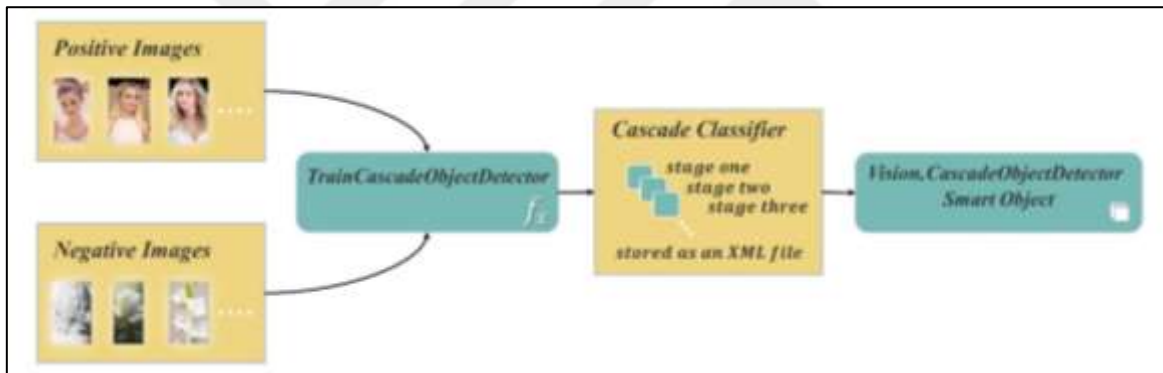 Positive Images
....
TrainCascadeObjectDetector
fx
Negative Images
....
Cascade Classifier
stage one
stage two
stage three
stored as an XML file
Vision.CascadeObjectDetector
Smart Object